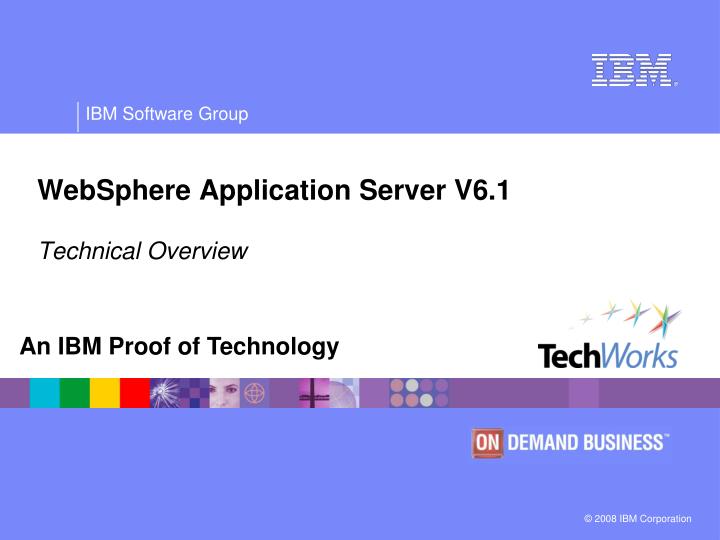 IBM
IBM Software Group
WebSphere Application Server V6.1
Technical Overview
An IBM Proof of Technology
TechWorks
ON DEMAND BUSINESS™
© 2008 IBM Corporation